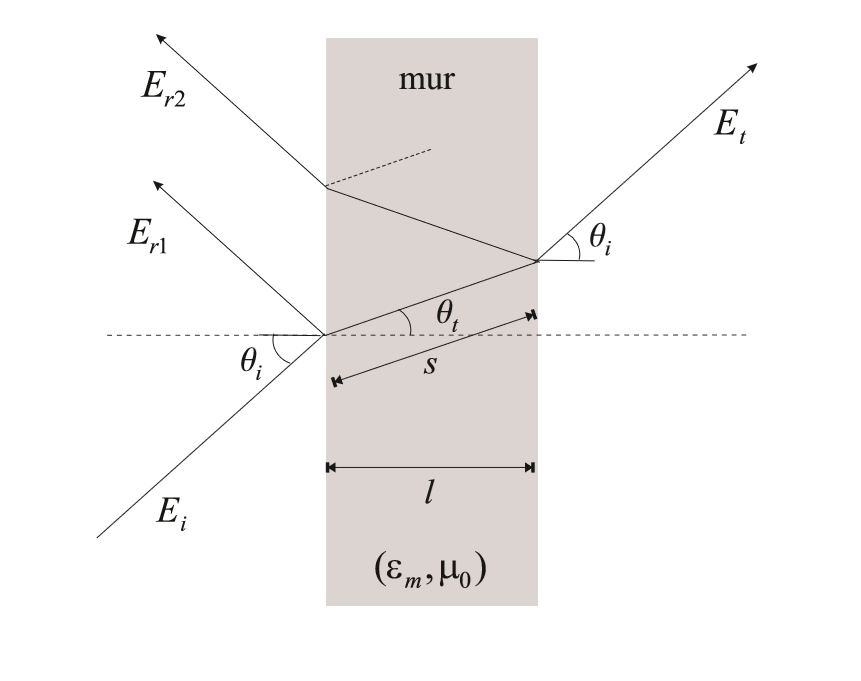 mur
E_{r2}
E_t
E_{r1}
θ_i
θ_t
θ_i
s
l
E_i
(ε_m, μ_0)